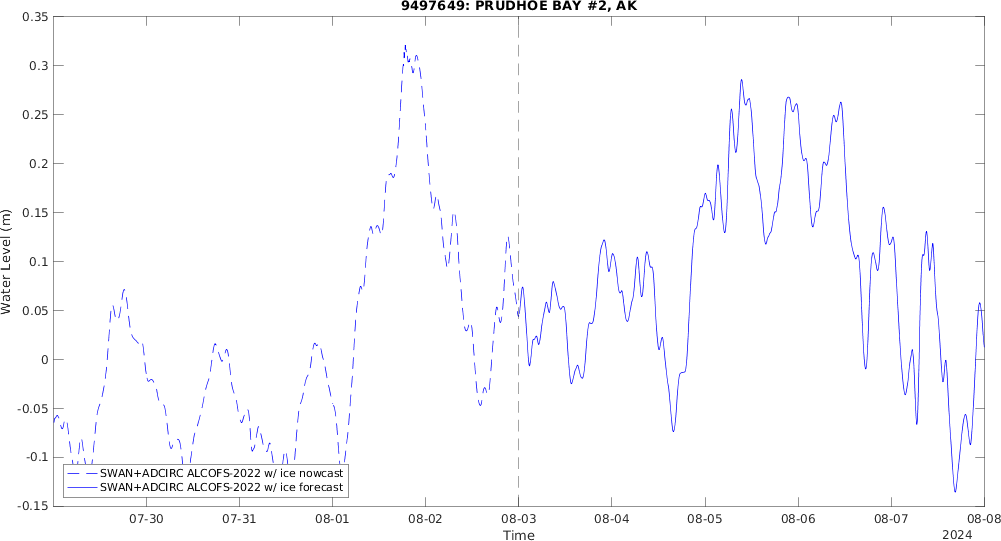 9497649: PRUDHOE BAY #2, AK
0.35
0.3
0.25
0.2
0.15
0.1
0.05
0
-0.05
-0.1
-0.15
Water Level (m)
SWAN+ADCIRC ALCOFS-2022 w/ ice nowcast
SWAN+ADCIRC ALCOFS-2022 w/ ice forecast
07-30 07-31 08-01 08-02 08-03 08-04 08-05 08-06 08-07 08-08
Time
2024